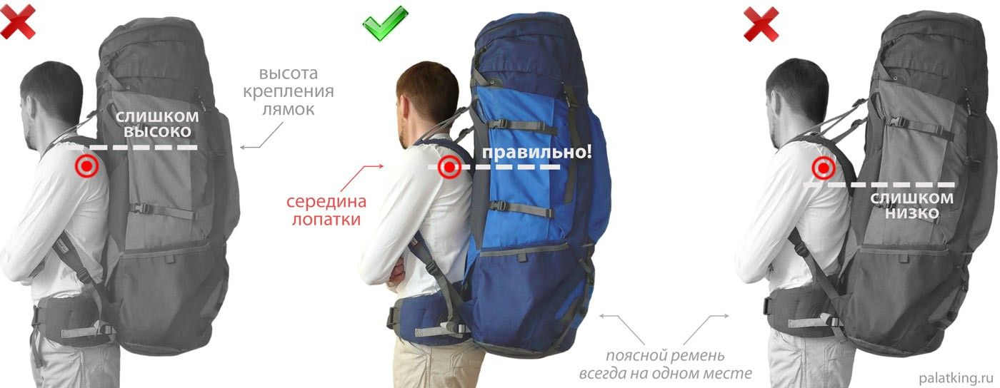 высота
крепления
лямок
слишком
высоко
правильно!
середина
лопатки
слишком
низко
поясной ремень
всегда на одном месте
palatking.ru